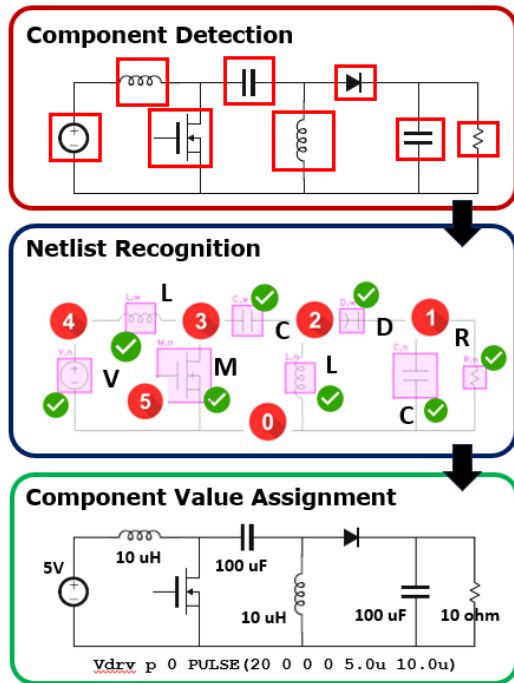 Component Detection
Netlist Recognition
L,w L C,w D,w
4 3 C 2 D 1
V,n V M,n M L,n L C,n R
R,n
5 0 C
Component Value Assignment
10 uH 100 uF
5V
10 uH 100 uF 10 ohm
Vdrv p 0 PULSE(20 0 0 0 5.0u 10.0u)